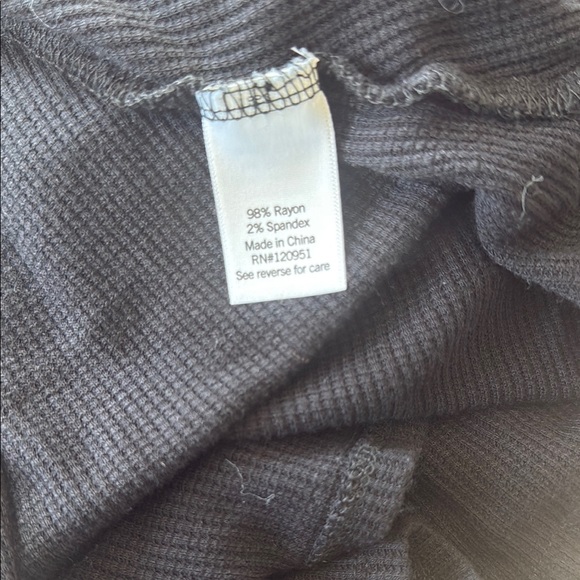 98% Rayon
2% Spandex
Made in China
RN#120951
See reverse for care